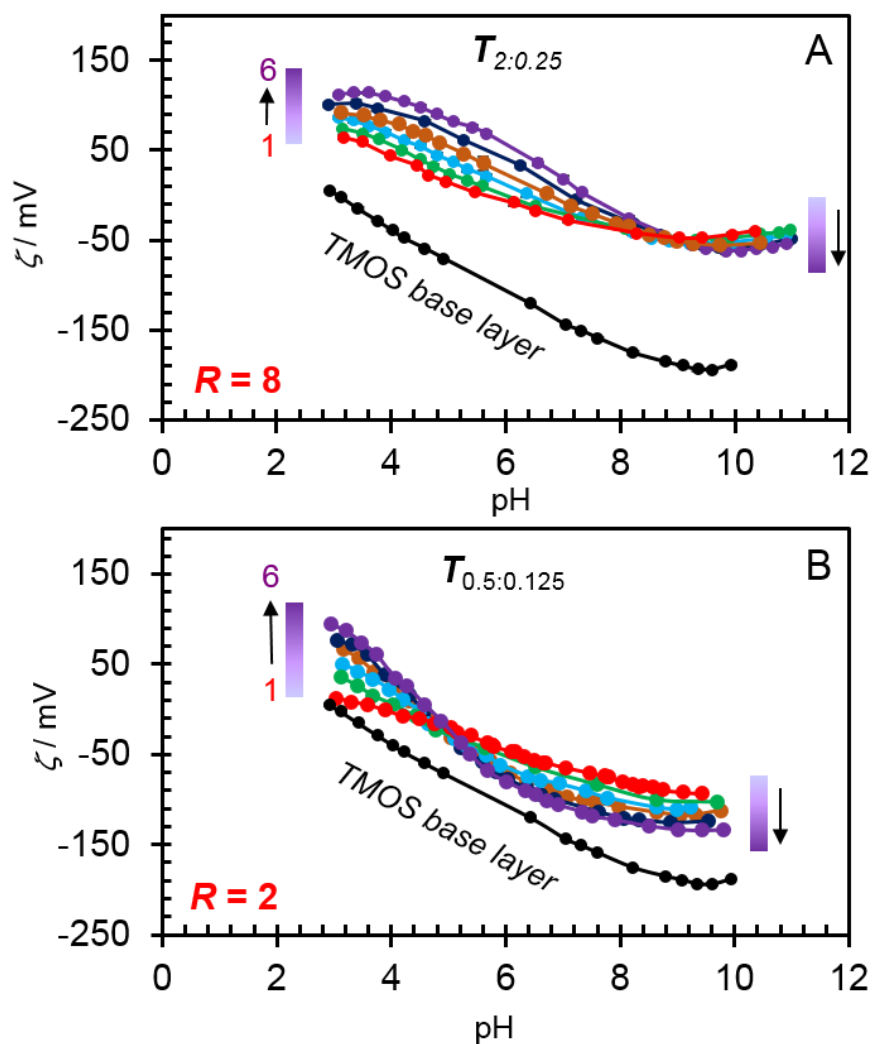 T2:0.25
A
150
6
50
1
-50
TMOS base layer
-150
R = 8
-250
0 2 4 6 8 10 12
pH
ζ / mV
T0.5:0.125
B
150
6
50
1
-50
TMOS base layer
-150
R = 2
-250
0 2 4 6 8 10 12
pH
ζ / mV